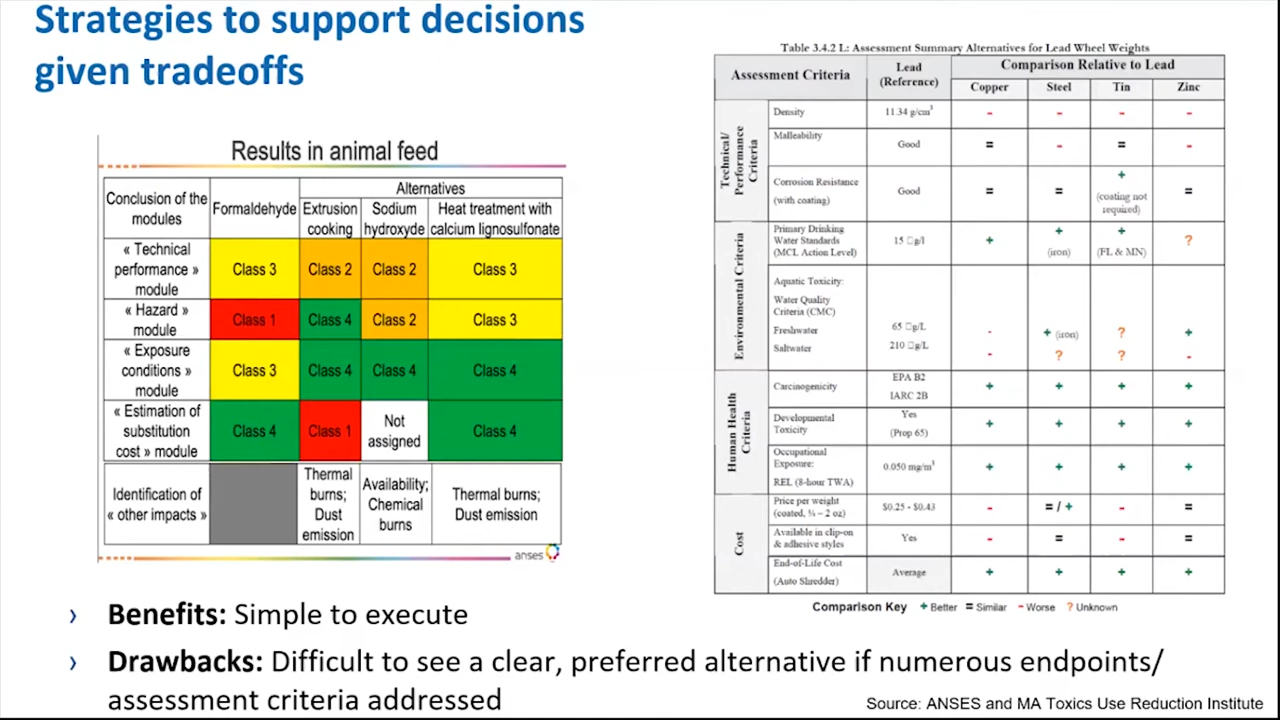 Strategies to support decisions
given tradeoffs
Results in animal feed
Conclusion of the
modules
Formaldehyde
Alternatives
Extrusion
cooking
Sodium
hydroxyde
Heat treatment with
calcium lignosulfonate
« Technical
performance »
module
Class 3
Class 2
Class 2
Class 3
« Hazard »
module
Class 1
Class 4
Class 2
Class 3
« Exposure
conditions »
module
Class 3
Class 4
Class 4
Class 4
« Estimation of
substitution
cost » module
Class 4
Class 1
Not
assigned
Class 4
Identification of
« other impacts »
Thermal
burns;
Dust
emission
Availability;
Chemical
burns
Thermal burns;
Dust emission
anses
Table 3.4.2 L: Assessment Summary Alternatives for Lead Wheel Weights
Assessment Criteria
Lead
(Reference)
Comparison Relative to Lead
Copper
Steel
Tin
Zinc
Technical/
Performance
Criteria
Density
11.34 g/cm³
- - - -
Malleability
Good
= - = -
Corrosion Resistance
(with coating)
Good
= =
+
(coating not
required)
=
Environmental Criteria
Primary Drinking
Water Standards
(MCL Action Level)
15 □g/l
+
+
(iron)
+
(FL & MN)
?
Aquatic Toxicity:
Water Quality
Criteria (CMC)
Freshwater
65 □g/L
- + (iron) ? +
Saltwater
210 □g/L
- ? ? -
Human Health
Criteria
Carcinogenicity
EPA B2
IARC 2B
+ + + +
Developmental
Toxicity
Yes
(Prop 65)
+ + + +
Occupational
Exposure:
REL (8-hour TWA)
0.050 mg/m³
+ + + +
Cost
Price per weight
(coated, ¼ – 2 oz)
$0.25 - $0.43
- = / + - =
Available in clip-on
& adhesive styles
Yes
- = - =
End-of-Life Cost
(Auto Shredder)
Average
+ + + +
Comparison Key + Better = Similar - Worse ? Unknown
› Benefits: Simple to execute
› Drawbacks: Difficult to see a clear, preferred alternative if numerous endpoints/
assessment criteria addressed
Source: ANSES and MA Toxics Use Reduction Institute